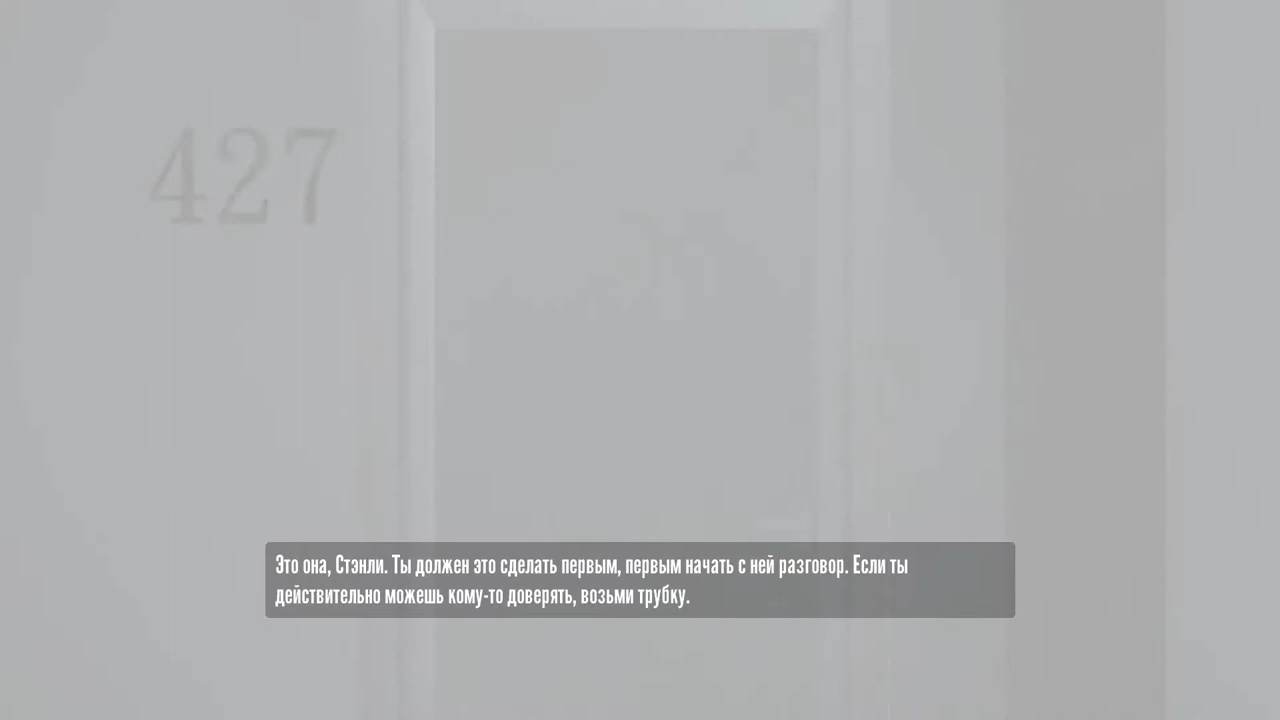 427
Это она, Стэнли. Ты должен это сделать первым, первым начать с ней разговор. Если ты
действительно можешь кому-то доверять, возьми трубку.